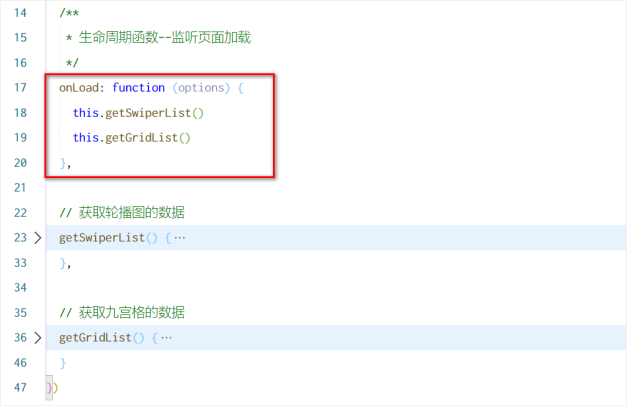 14 /**
15 * 生命周期函数--监听页面加载
16 */
17 onLoad: function (options) {
18 this.getSwiperList()
19 this.getGridList()
20 },
21
22 // 获取轮播图的数据
23 getSwiperList() { ⋯
33 },
34
35 // 获取九宫格的数据
36 getGridList() { ⋯
46 }
47 })